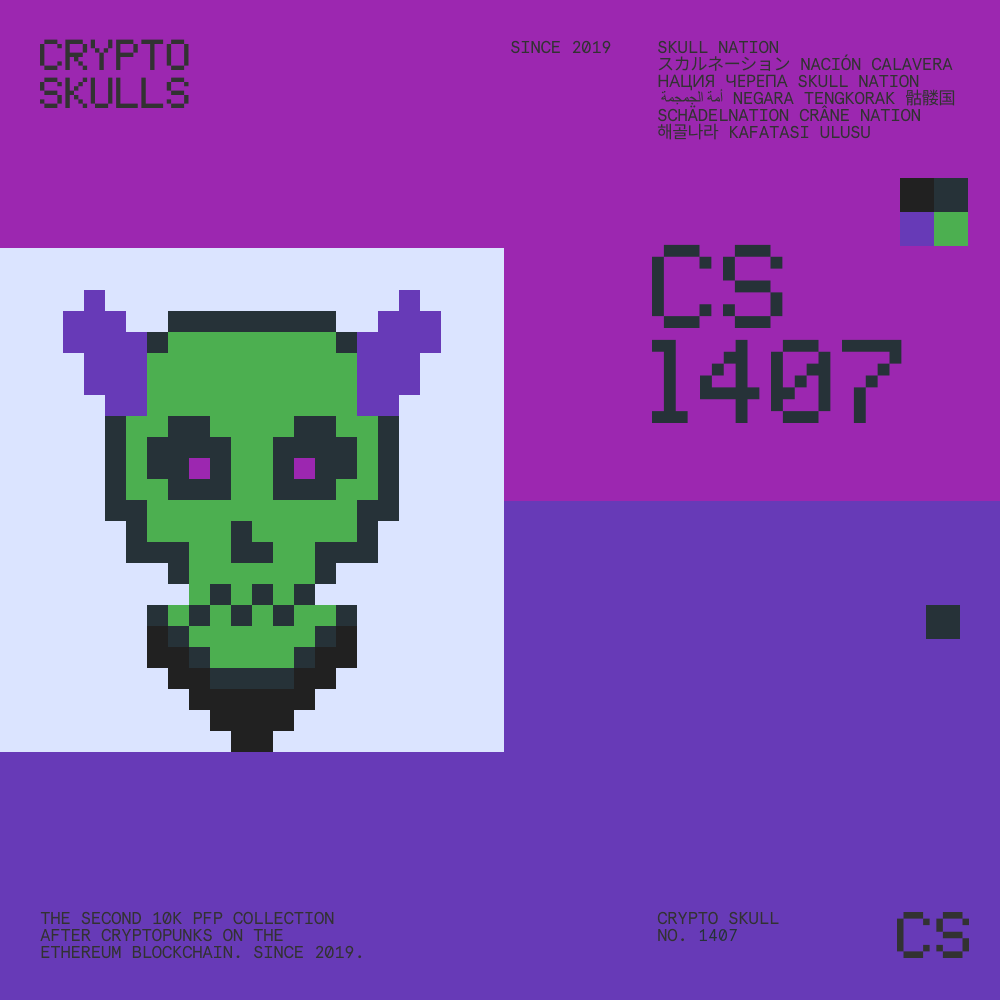 CRYPTO
SKULLS
SINCE 2019
SKULL NATION
スカルネーション NACIÓN CALAVERA
НАЦИЯ ЧЕРЕПА SKULL NATION
أمة الجمجمة NEGARA TENGKORAK 骷髅国
SCHÄDELNATION CRÂNE NATION
해골나라 KAFATASI ULUSU
CS
1407
THE SECOND 10K PFP COLLECTION
AFTER CRYPTOPUNKS ON THE
ETHEREUM BLOCKCHAIN. SINCE 2019.
CRYPTO SKULL
NO. 1407
CS